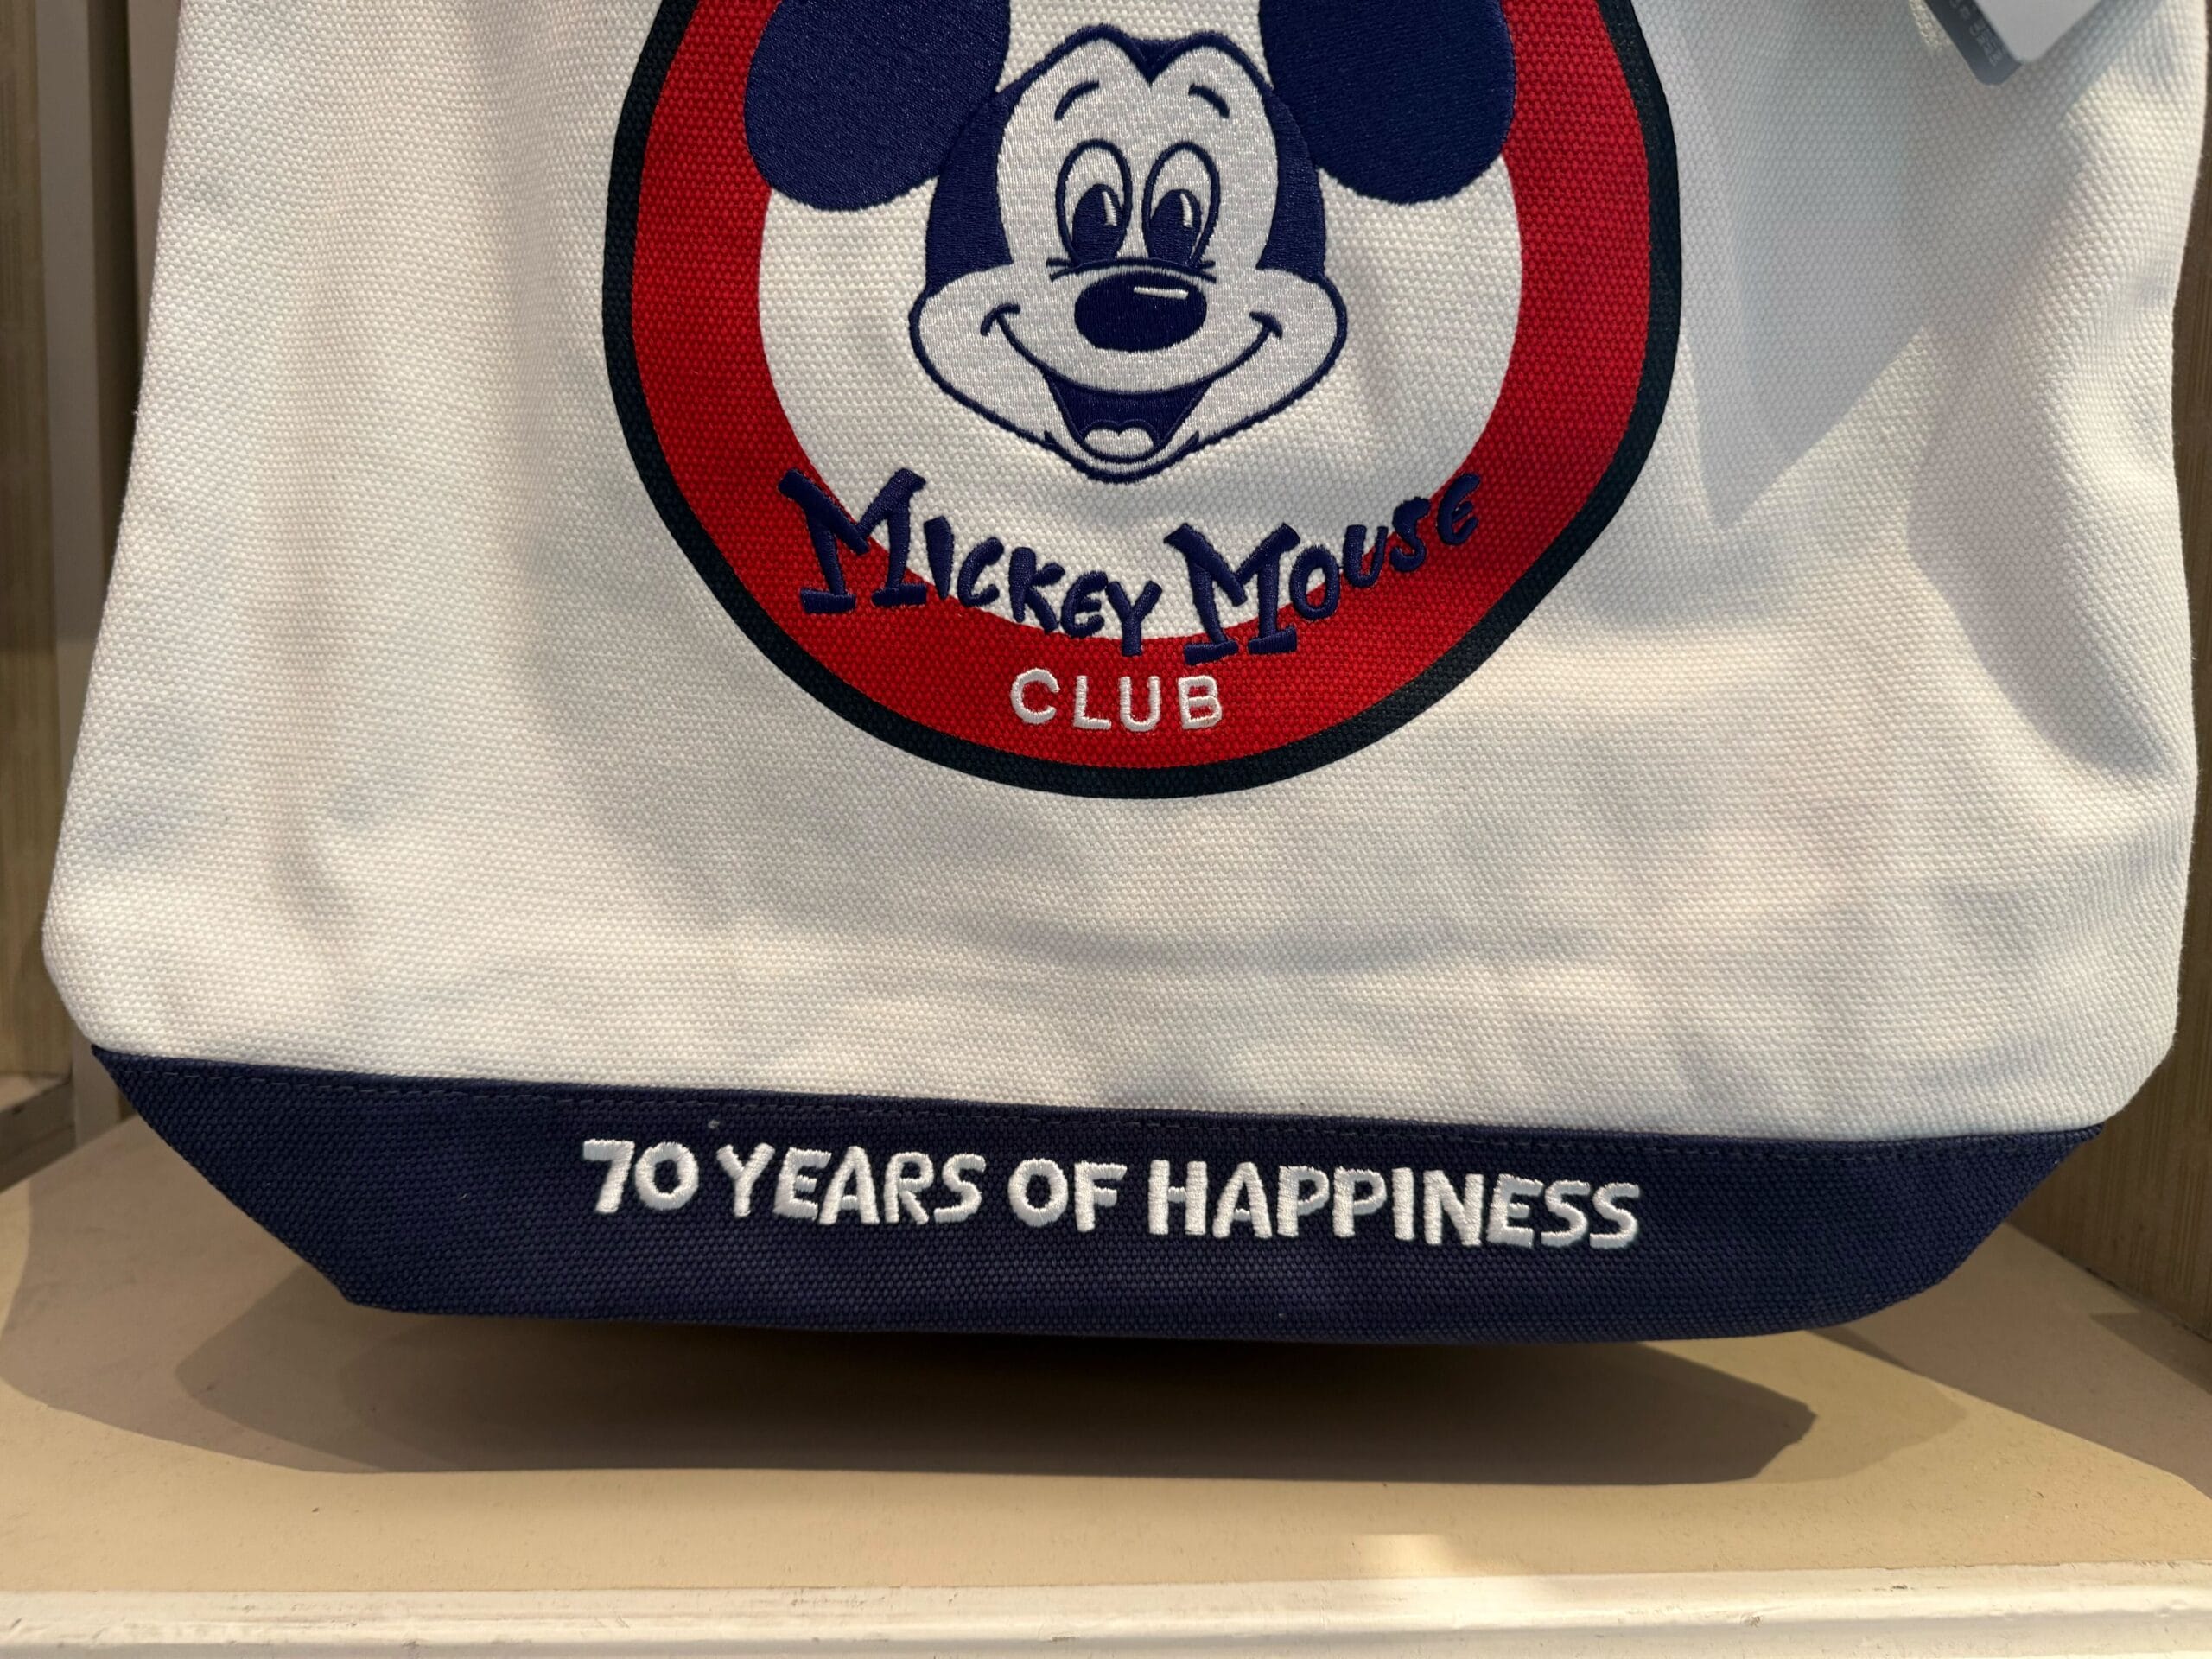 MICKEY MOUSE
CLUB
70 YEARS OF HAPPINESS